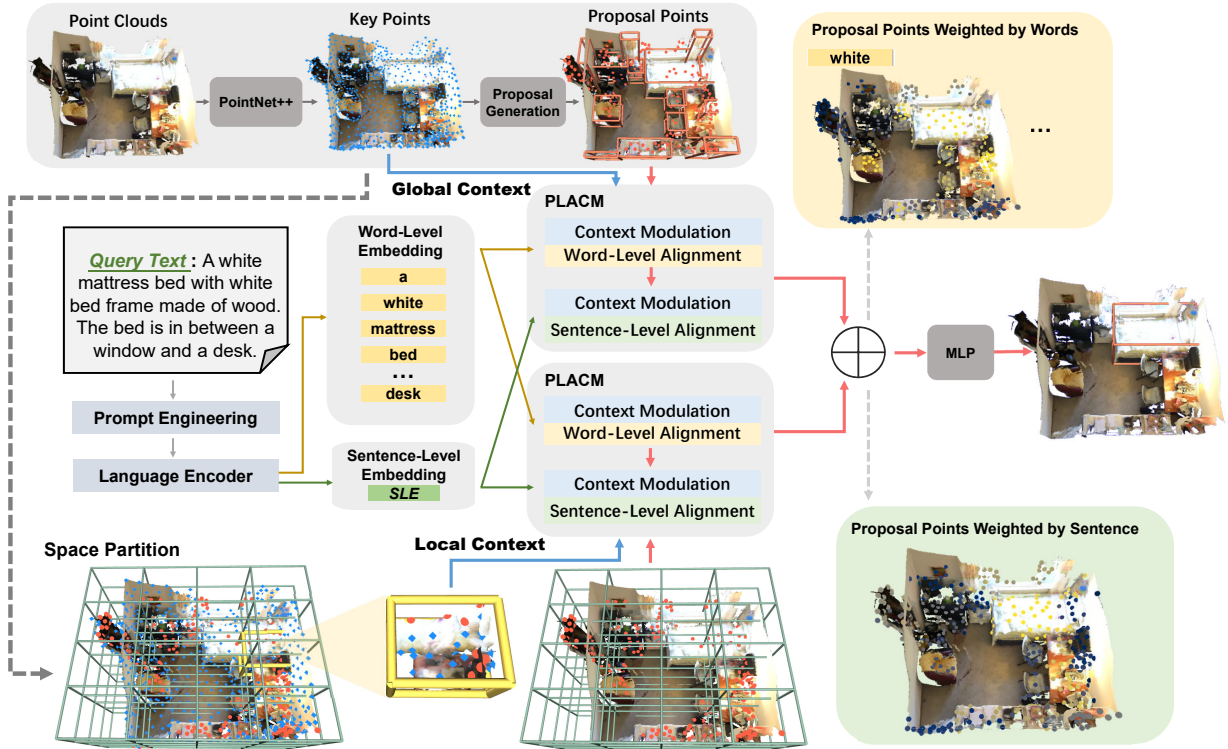 Point Clouds
Key Points
Proposal Points
PointNet++
Proposal
Generation
Global Context
Query Text : A white
mattress bed with white
bed frame made of wood.
The bed is in between a
window and a desk.
Prompt Engineering
Language Encoder
Word-Level
Embedding
a
white
mattress
bed
...
desk
Sentence-Level
Embedding
SLE
PLACM
Context Modulation
Word-Level Alignment
Context Modulation
Sentence-Level Alignment
PLACM
Context Modulation
Word-Level Alignment
Context Modulation
Sentence-Level Alignment
MLP
Proposal Points Weighted by Words
white
...
Proposal Points Weighted by Sentence
Space Partition
Local Context